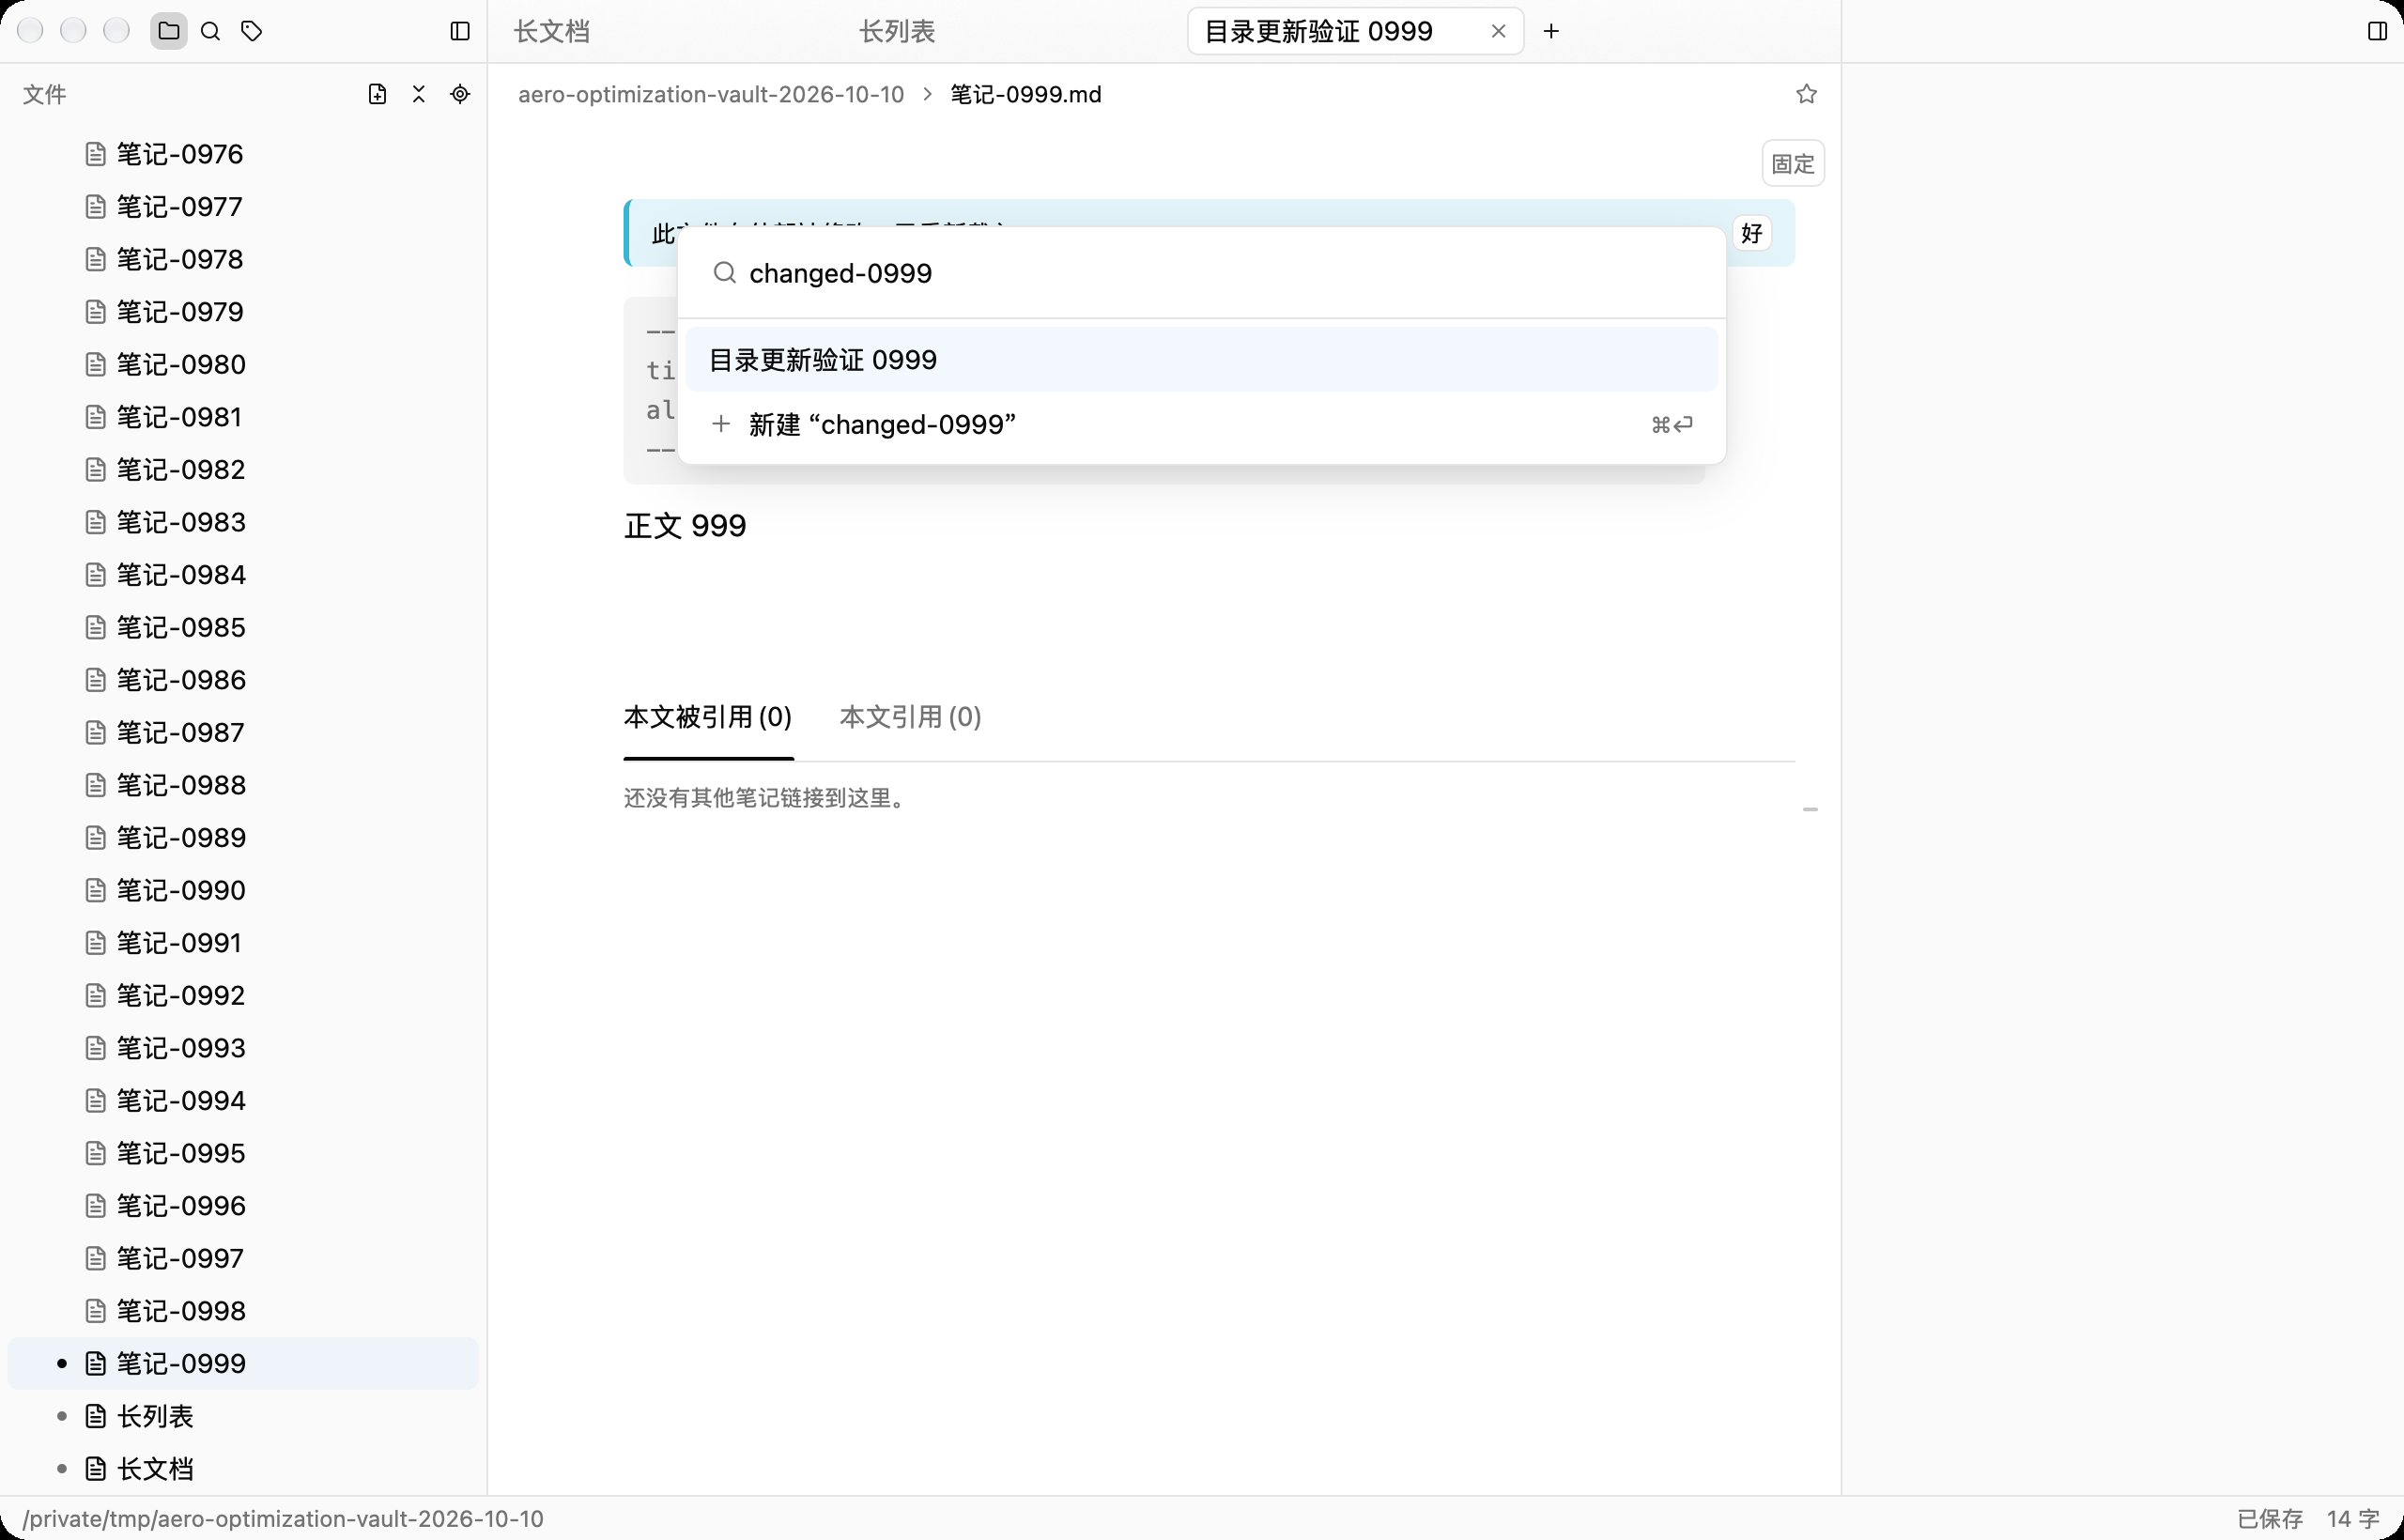 长文档
长列表
目录更新验证 0999
文件
aero-optimization-vault-2026-10-10 > 笔记-0999.md
固定
此
好
changed-0999
目录更新验证 0999
新建 “changed-0999” ⌘↩
ti
al
正文 999
本文被引用 (0)
本文引用 (0)
还没有其他笔记链接到这里。
笔记-0976
笔记-0977
笔记-0978
笔记-0979
笔记-0980
笔记-0981
笔记-0982
笔记-0983
笔记-0984
笔记-0985
笔记-0986
笔记-0987
笔记-0988
笔记-0989
笔记-0990
笔记-0991
笔记-0992
笔记-0993
笔记-0994
笔记-0995
笔记-0996
笔记-0997
笔记-0998
笔记-0999
长列表
长文档
/private/tmp/aero-optimization-vault-2026-10-10
已保存
14 字